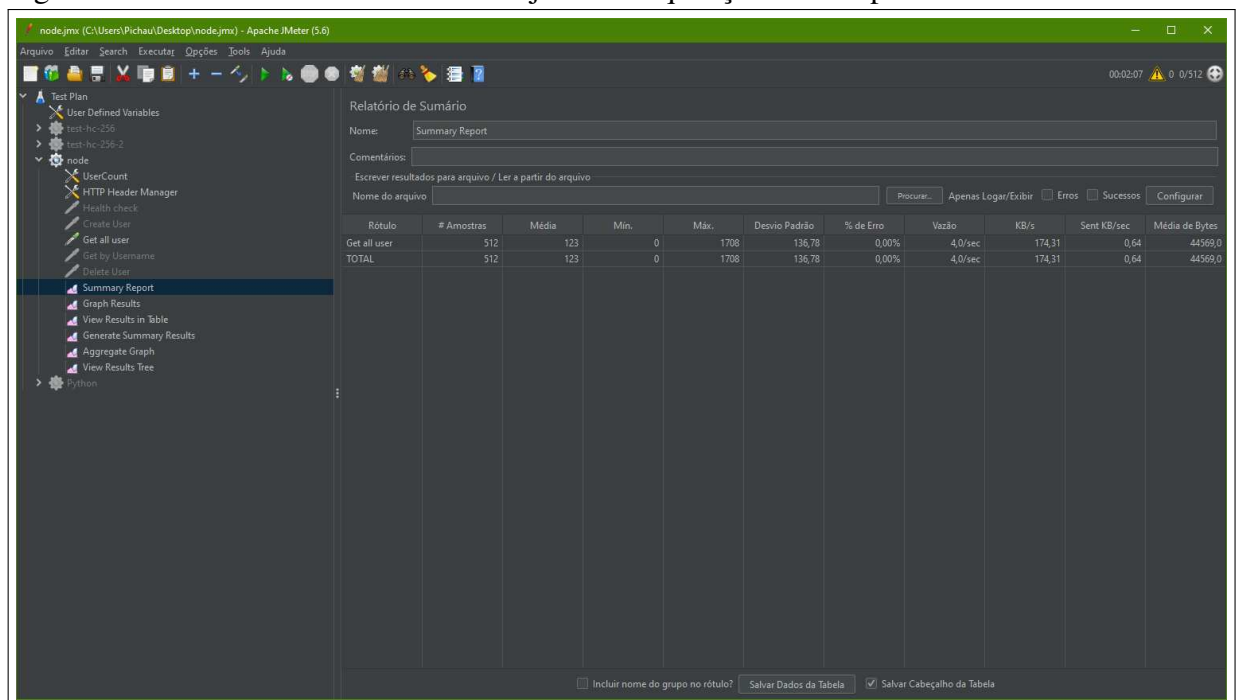 node.jmx (C:\Users\Pichau\Desktop\node.jmx) - Apache JMeter (5.6)
Arquivo Editar Search Executar Opções Tools Ajuda
00:02:07 0 0/512
Test Plan
User Defined Variables
test-hc-256
test-hc-256-2
node
UserCount
HTTP Header Manager
Health check
Create User
Get all user
Get by Username
Delete User
Summary Report
Graph Results
View Results in Table
Generate Summary Results
Aggregate Graph
View Results Tree
Python
Relatório de Sumário
Nome: Summary Report
Comentários:
Escrever resultados para arquivo / Ler a partir do arquivo
Nome do arquivo Procurar... Apenas Logar/Exibir Erros Sucessos Configurar
Rótulo # Amostras Média Mín. Máx. Desvio Padrão % de Erro Vazão KB/s Sent KB/sec Média de Bytes
Get all user 512 123 0 1708 136,78 0,00% 4,0/sec 174,31 0,64 44569,0
TOTAL 512 123 0 1708 136,78 0,00% 4,0/sec 174,31 0,64 44569,0
Incluir nome do grupo no rótulo? Salvar Dados da Tabela Salvar Cabeçalho da Tabela